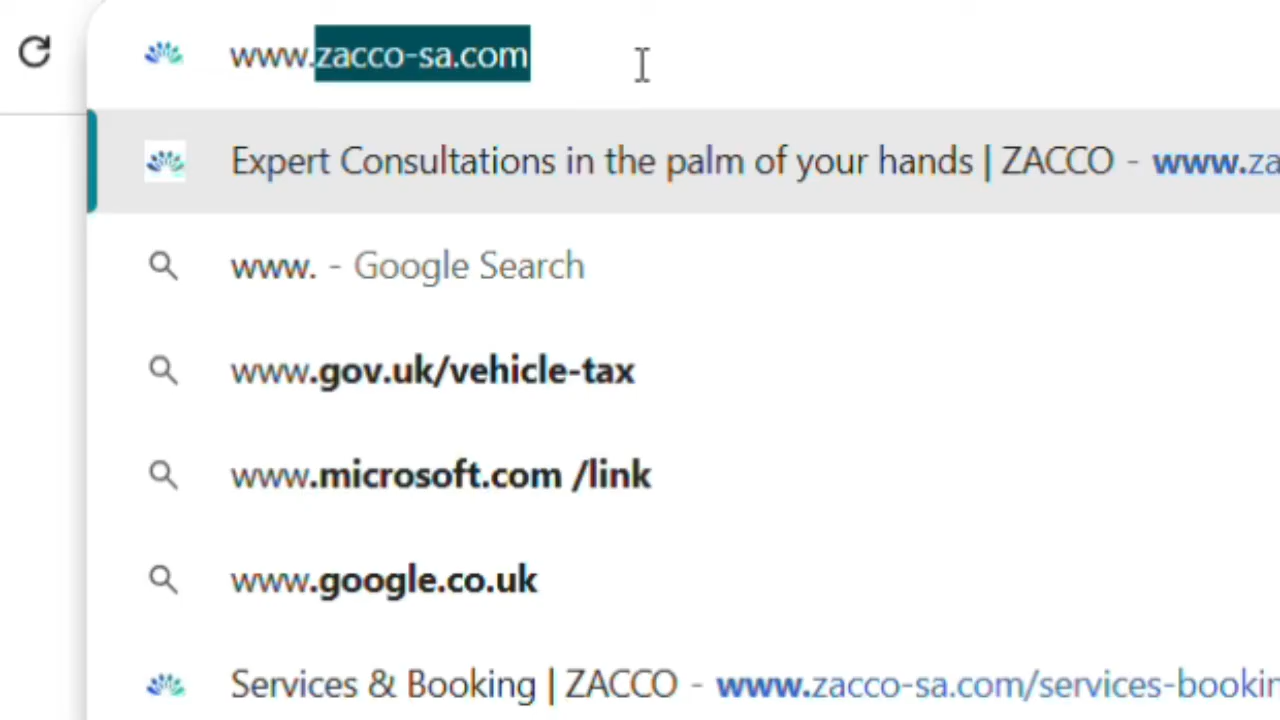 www.zacco-sa.com
Expert Consultations in the palm of your hands | ZACCO - www.za
www. - Google Search
www.gov.uk/vehicle-tax
www.microsoft.com /link
www.google.co.uk
Services & Booking | ZACCO - www.zacco-sa.com/services-bookin